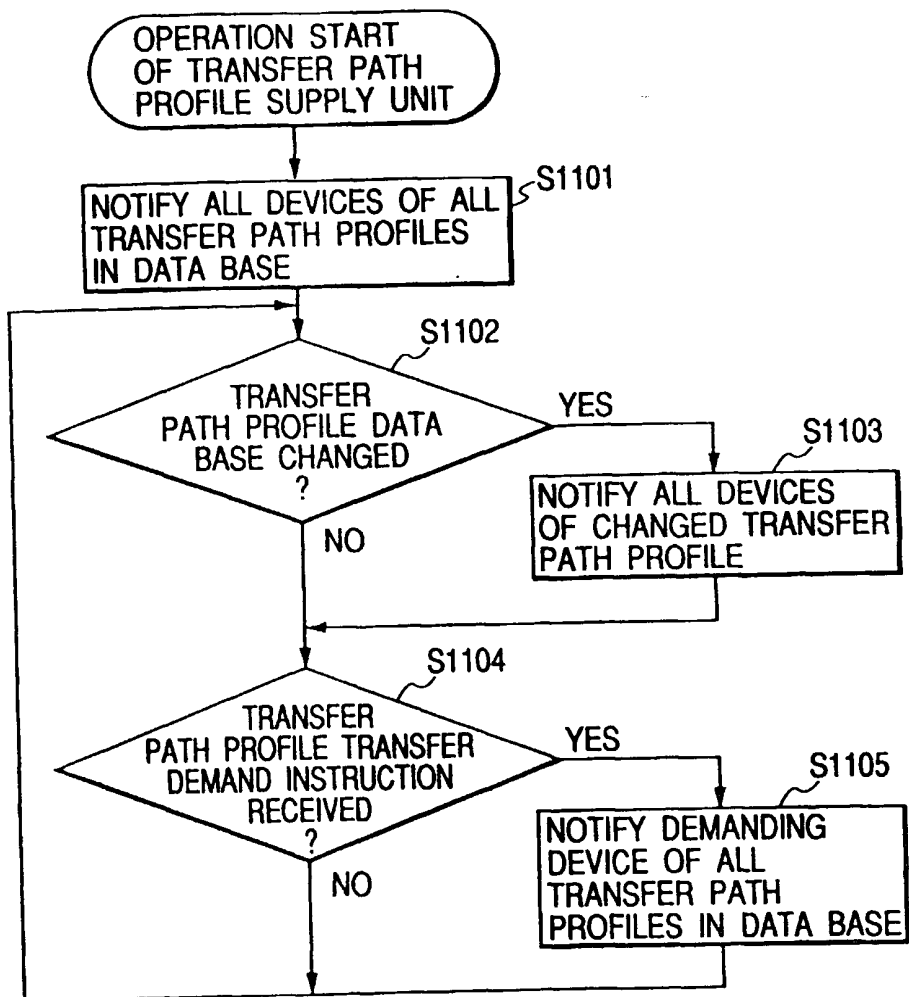 OPERATION START
OF TRANSFER PATH
PROFILE SUPPLY UNIT
S1101
NOTIFY ALL DEVICES OF ALL
TRANSFER PATH PROFILES
IN DATA BASE
S1102
TRANSFER
PATH PROFILE DATA
BASE CHANGED
?
YES
S1103
NOTIFY ALL DEVICES
OF CHANGED TRANSFER
PATH PROFILE
NO
S1104
TRANSFER
PATH PROFILE TRANSFER
DEMAND INSTRUCTION
RECEIVED
?
YES
S1105
NOTIFY DEMANDING
DEVICE OF ALL
TRANSFER PATH
PROFILES IN DATA BASE
NO